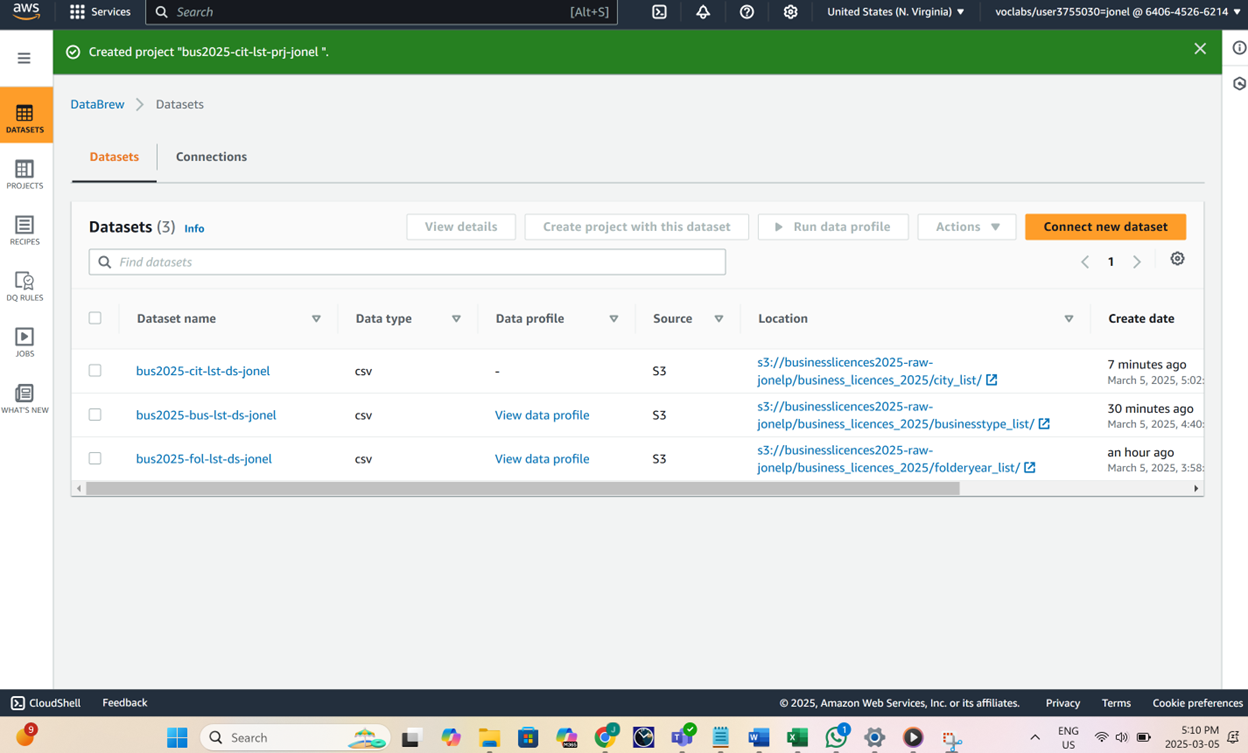 aws
Services
Search [Alt+S]
United States (N. Virginia)
voclabs/user3755030=jonel @ 6406-4526-6214
Created project "bus2025-cit-lst-prj-jonel ".
DataBrew
Datasets
DATASETS
PROJECTS
RECIPES
DQ RULES
JOBS
WHAT'S NEW
Datasets
Connections
Datasets (3) Info
View details
Create project with this dataset
Run data profile
Actions
Connect new dataset
Find datasets
1
Dataset name Data type Data profile Source Location Create date
bus2025-cit-lst-ds-jonel csv - S3
s3://businesslicences2025-raw-
jonelp/business_licences_2025/city_list/
7 minutes ago
March 5, 2025, 5:02:
bus2025-bus-lst-ds-jonel csv View data profile S3
s3://businesslicences2025-raw-
jonelp/business_licences_2025/businesstype_list/
30 minutes ago
March 5, 2025, 4:40:
bus2025-fol-lst-ds-jonel csv View data profile S3
s3://businesslicences2025-raw-
jonelp/business_licences_2025/folderyear_list/
an hour ago
March 5, 2025, 3:58:
CloudShell
Feedback
© 2025, Amazon Web Services, Inc. or its affiliates.
Privacy
Terms
Cookie preferences
9
Search
M365
J
T
W
X
1
ENG
US
5:10 PM
2025-03-05